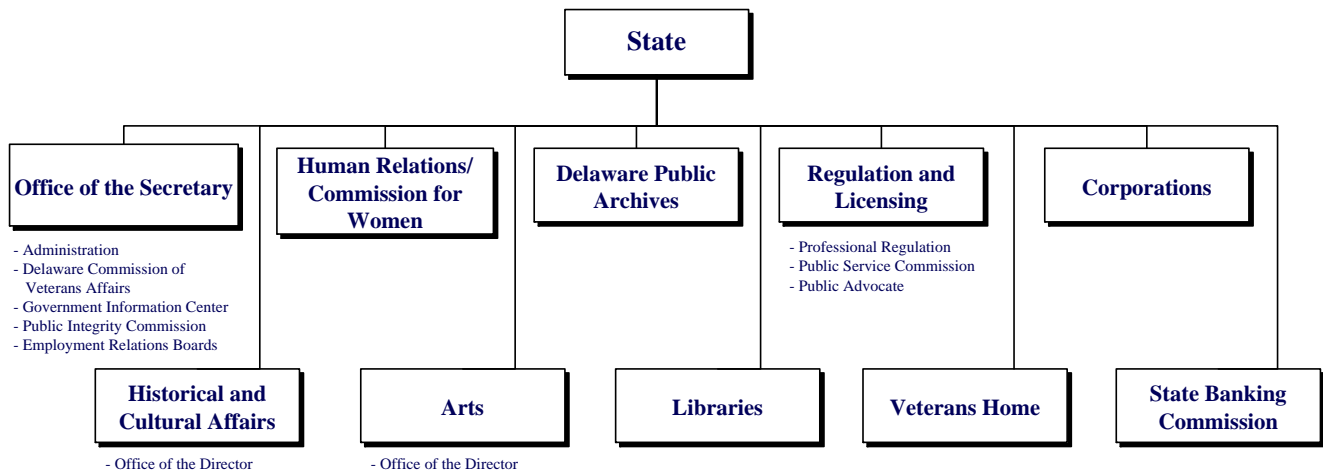 State
Office of the Secretary
- Administration
- Delaware Commission of
Veterans Affairs
- Government Information Center
- Public Integrity Commission
- Employment Relations Boards
Human Relations/
Commission for
Women
Delaware Public
Archives
Regulation and
Licensing
- Professional Regulation
- Public Service Commission
- Public Advocate
Corporations
Historical and
Cultural Affairs
- Office of the Director
Arts
- Office of the Director
Libraries
Veterans Home
State Banking
Commission